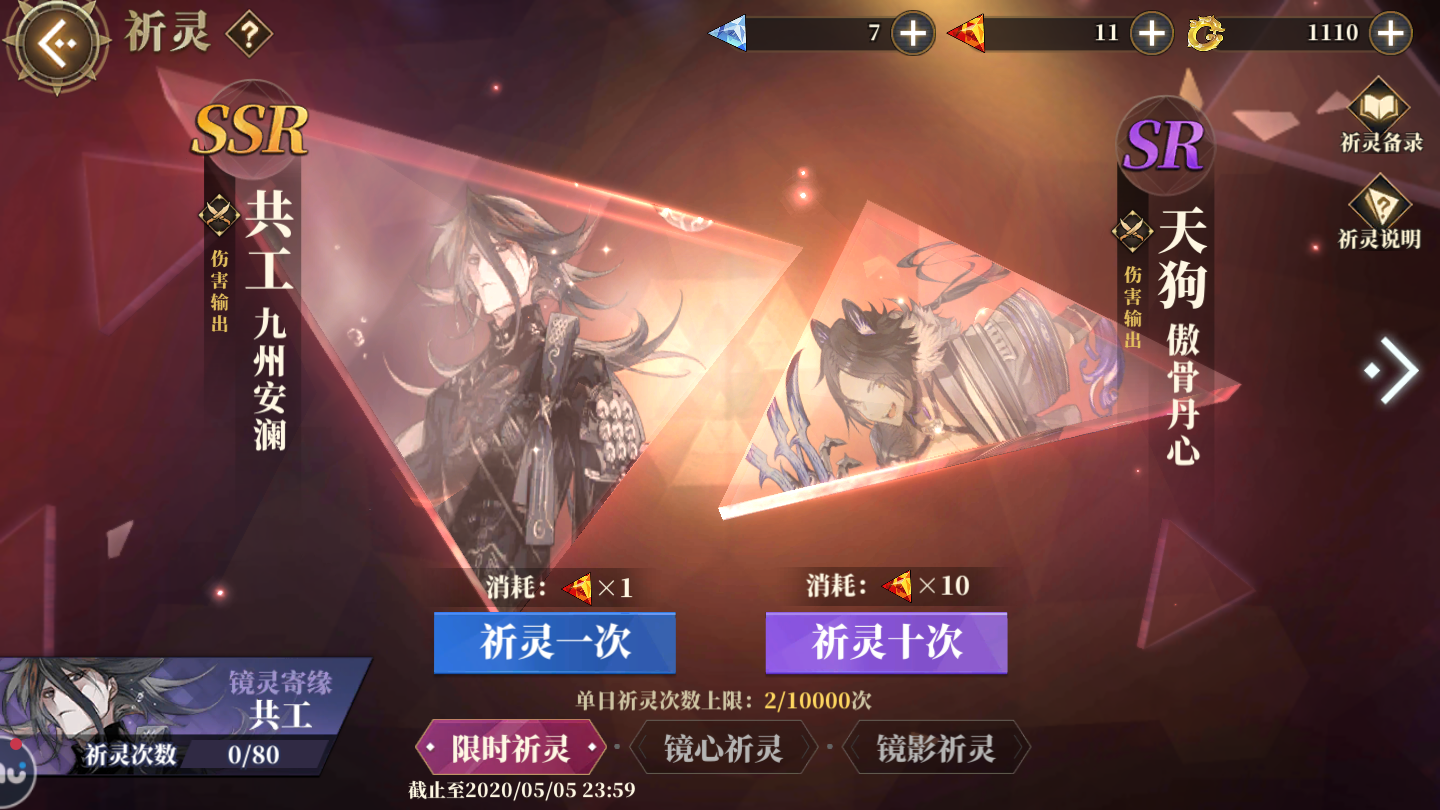 祈灵
?
7
11
1110
SSR
共工
九州安澜
伤害输出
SR
天狗
傲骨丹心
伤害输出
祈灵备录
祈灵说明
消耗： ×1
祈灵一次
消耗： ×10
祈灵十次
单日祈灵次数上限：2/10000次
镜灵寄缘
共工
祈灵次数 0/80
限时祈灵
镜心祈灵
镜影祈灵
截止至2020/05/05 23:59